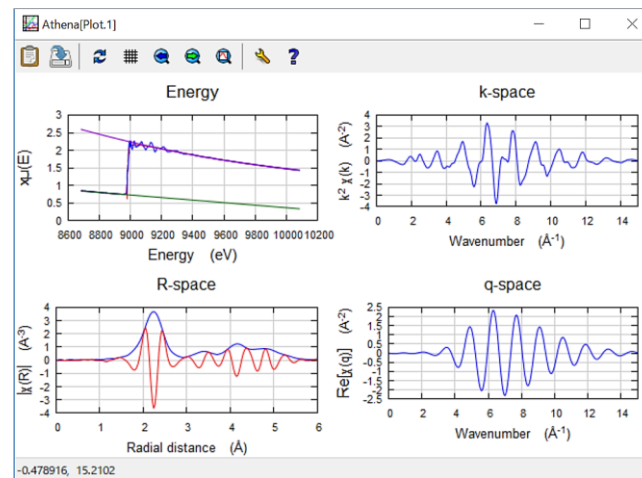 Athena[Plot.1]
Energy
xμ(E)
3
2.5
2
1.5
1
0.5
0
8600 8800 9000 9200 9400 9600 9800 10000 10200
Energy (eV)
k-space
k² χ(k) (Å⁻²)
4
3
2
1
0
-1
-2
-3
-4
0 2 4 6 8 10 12 14
Wavenumber (Å⁻¹)
R-space
|χ(R)| (Å⁻³)
4
3
2
1
0
-1
-2
-3
-4
0 1 2 3 4 5 6
Radial distance (Å)
q-space
Re[χ(q)] (Å⁻²)
2.5
1.5
0.5
-0.5
-1.5
-2.5
0 2 4 6 8 10 12 14
Wavenumber (Å⁻¹)
-0.478916, 15.2102